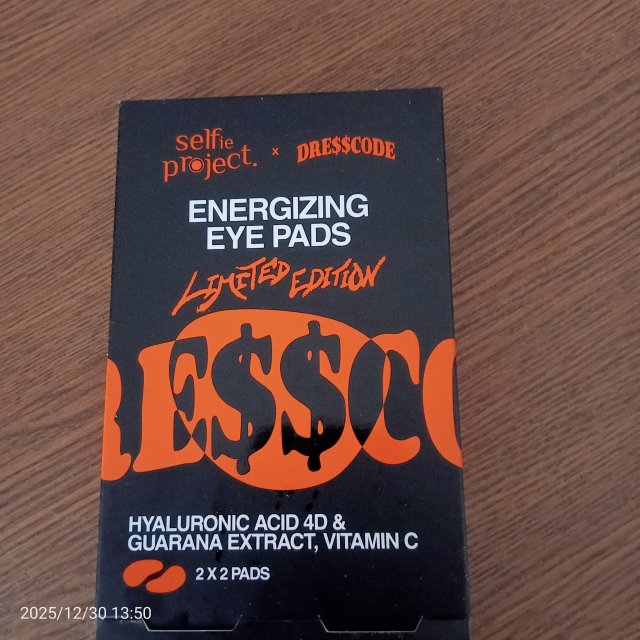 selfie project. x DRE$$CODE
ENERGIZING
EYE PADS
LIMITED EDITION
RE$$CO
HYALURONIC ACID 4D &
GUARANA EXTRACT, VITAMIN C
2 X 2 PADS
2025/12/30 13:50